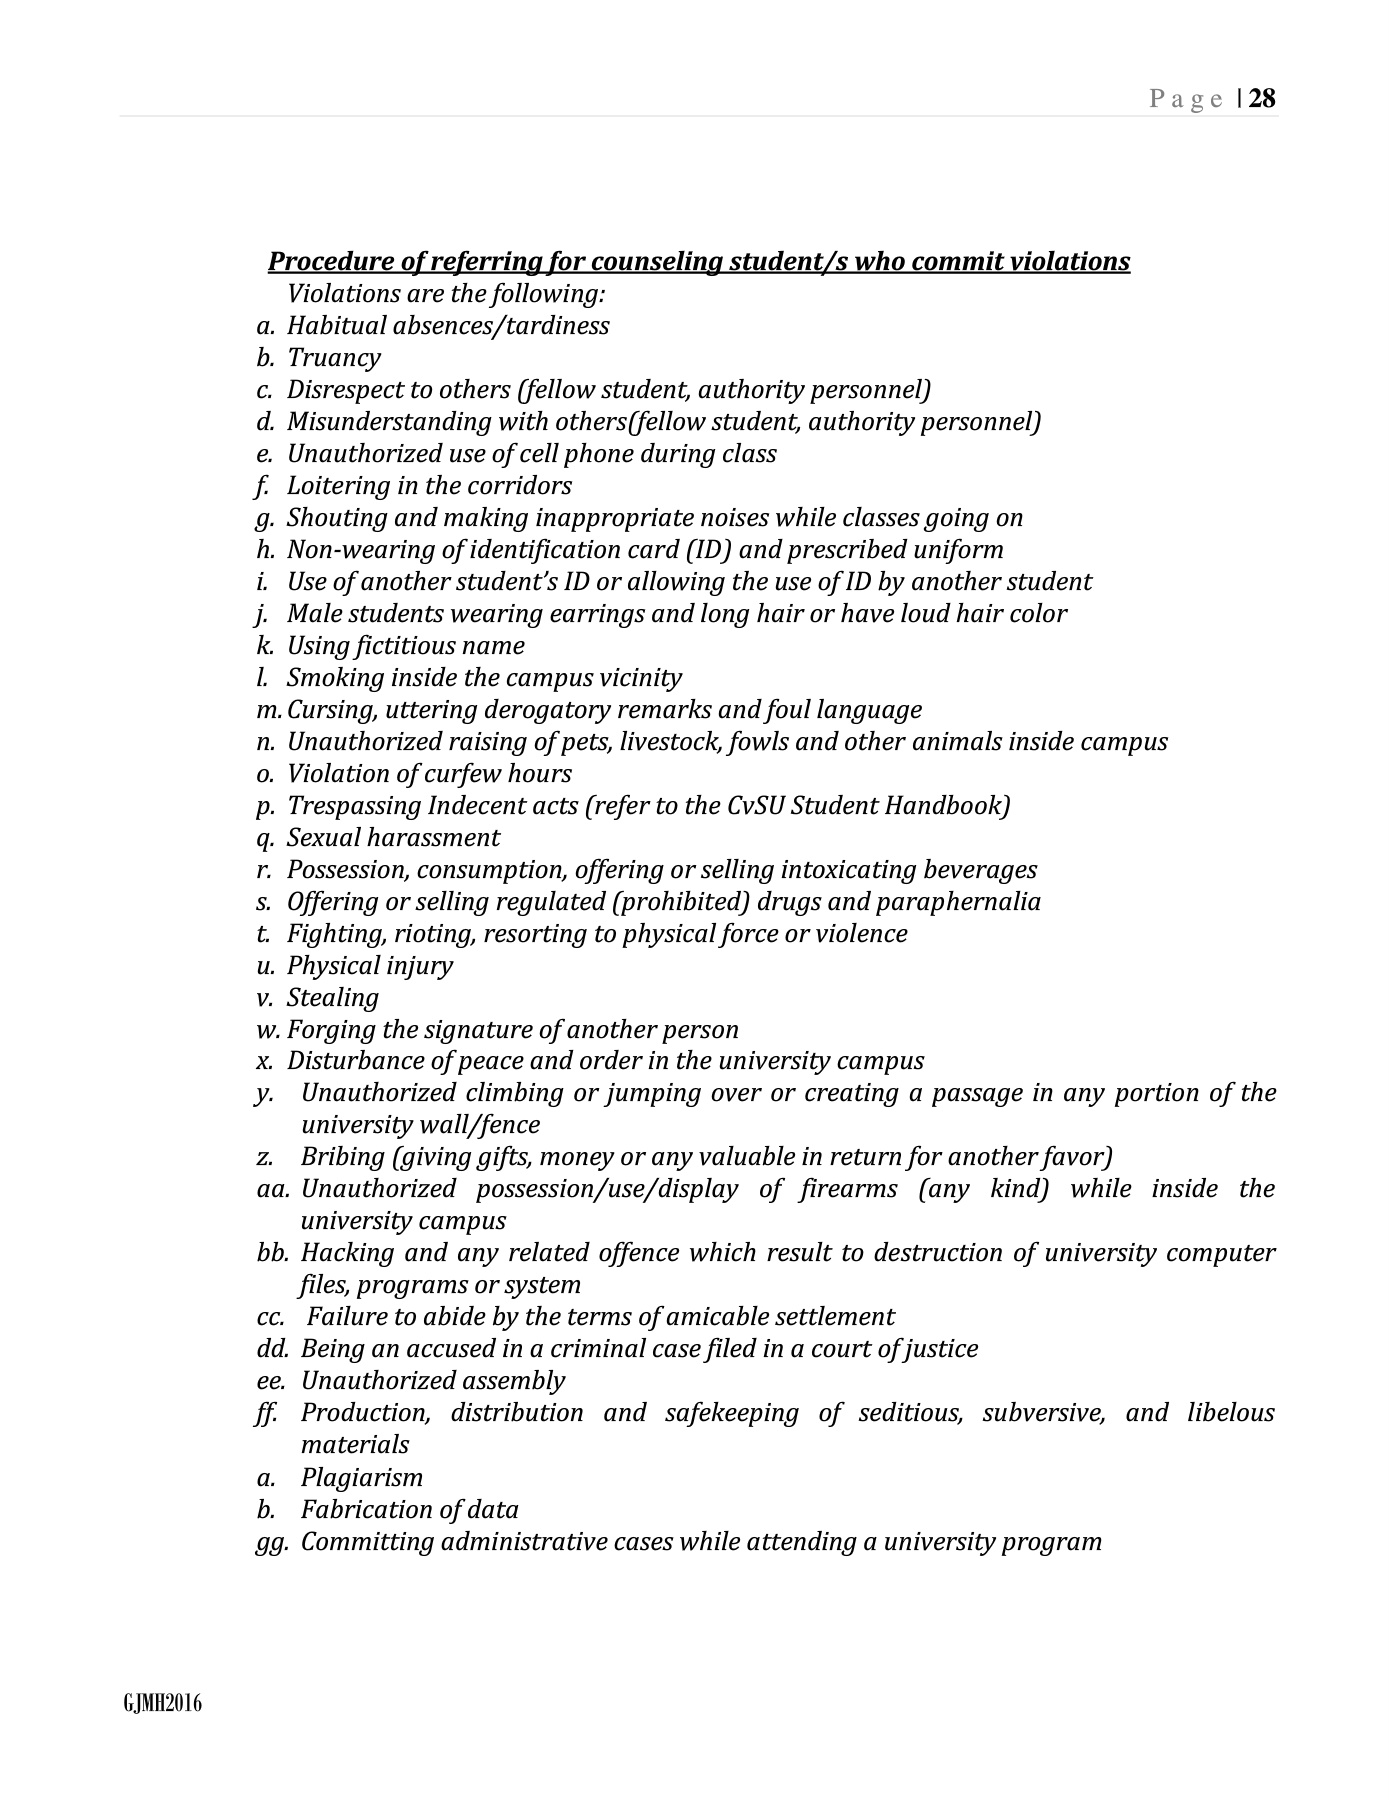 Page | 28
Procedure of referring for counseling student/s who commit violations
Violations are the following:
a. Habitual absences/tardiness
b. Truancy
c. Disrespect to others (fellow student, authority personnel)
d. Misunderstanding with others(fellow student, authority personnel)
e. Unauthorized use of cell phone during class
f. Loitering in the corridors
g. Shouting and making inappropriate noises while classes going on
h. Non-wearing of identification card (ID) and prescribed uniform
i. Use of another student’s ID or allowing the use of ID by another student
j. Male students wearing earrings and long hair or have loud hair color
k. Using fictitious name
l. Smoking inside the campus vicinity
m. Cursing, uttering derogatory remarks and foul language
n. Unauthorized raising of pets, livestock, fowls and other animals inside campus
o. Violation of curfew hours
p. Trespassing Indecent acts (refer to the CvSU Student Handbook)
q. Sexual harassment
r. Possession, consumption, offering or selling intoxicating beverages
s. Offering or selling regulated (prohibited) drugs and paraphernalia
t. Fighting, rioting, resorting to physical force or violence
u. Physical injury
v. Stealing
w. Forging the signature of another person
x. Disturbance of peace and order in the university campus
y. Unauthorized climbing or jumping over or creating a passage in any portion of the
university wall/fence
z. Bribing (giving gifts, money or any valuable in return for another favor)
aa. Unauthorized possession/use/display of firearms (any kind) while inside the
university campus
bb. Hacking and any related offence which result to destruction of university computer
files, programs or system
cc. Failure to abide by the terms of amicable settlement
dd. Being an accused in a criminal case filed in a court of justice
ee. Unauthorized assembly
ff. Production, distribution and safekeeping of seditious, subversive, and libelous
materials
a. Plagiarism
b. Fabrication of data
gg. Committing administrative cases while attending a university program
GJMH2016